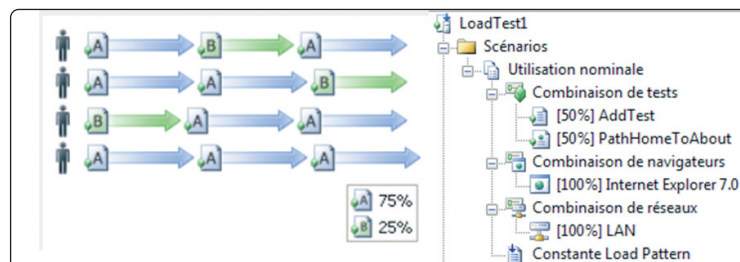 A B A
A A B
B A A
A A A
A 75%
B 25%
LoadTest1
Scénarios
Utilisation nominale
Combinaison de tests
[50%] AddTest
[50%] PathHomeToAbout
Combinaison de navigateurs
[100%] Internet Explorer 7.0
Combinaison de réseaux
[100%] LAN
Constante Load Pattern